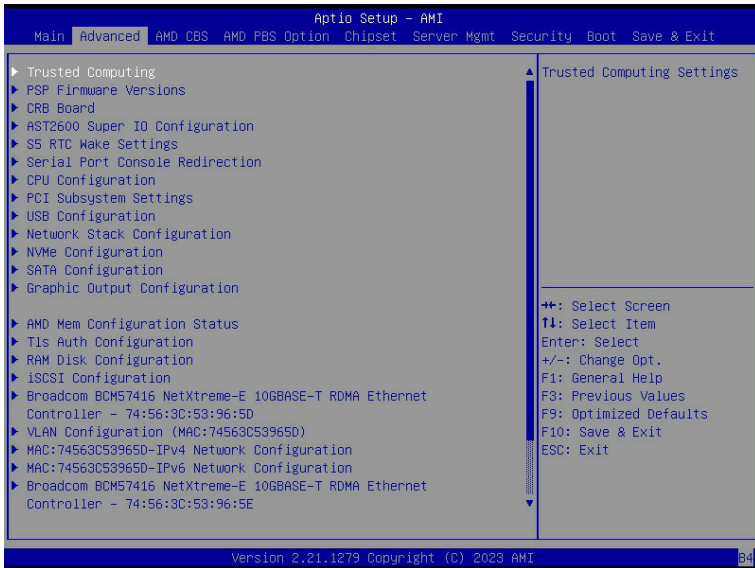 Aptio Setup - AMI
Main Advanced AMD CBS AMD PBS Option Chipset Server Mgmt Security Boot Save & Exit
▶ Trusted Computing
▶ PSP Firmware Versions
▶ CRB Board
▶ AST2600 Super IO Configuration
▶ S5 RTC Wake Settings
▶ Serial Port Console Redirection
▶ CPU Configuration
▶ PCI Subsystem Settings
▶ USB Configuration
▶ Network Stack Configuration
▶ NVMe Configuration
▶ SATA Configuration
▶ Graphic Output Configuration
▶ AMD Mem Configuration Status
▶ Tls Auth Configuration
▶ RAM Disk Configuration
▶ iSCSI Configuration
▶ Broadcom BCM57416 NetXtreme-E 10GBASE-T RDMA Ethernet
Controller - 74:56:3C:53:96:5D
▶ VLAN Configuration (MAC:74563C53965D)
▶ MAC:74563C53965D-IPv4 Network Configuration
▶ MAC:74563C53965D-IPv6 Network Configuration
▶ Broadcom BCM57416 NetXtreme-E 10GBASE-T RDMA Ethernet
Controller - 74:56:3C:53:96:5E
Trusted Computing Settings
→←: Select Screen
↑↓: Select Item
Enter: Select
+/-: Change Opt.
F1: General Help
F3: Previous Values
F9: Optimized Defaults
F10: Save & Exit
ESC: Exit
Version 2.21.1279 Copyright (C) 2023 AMI
B4